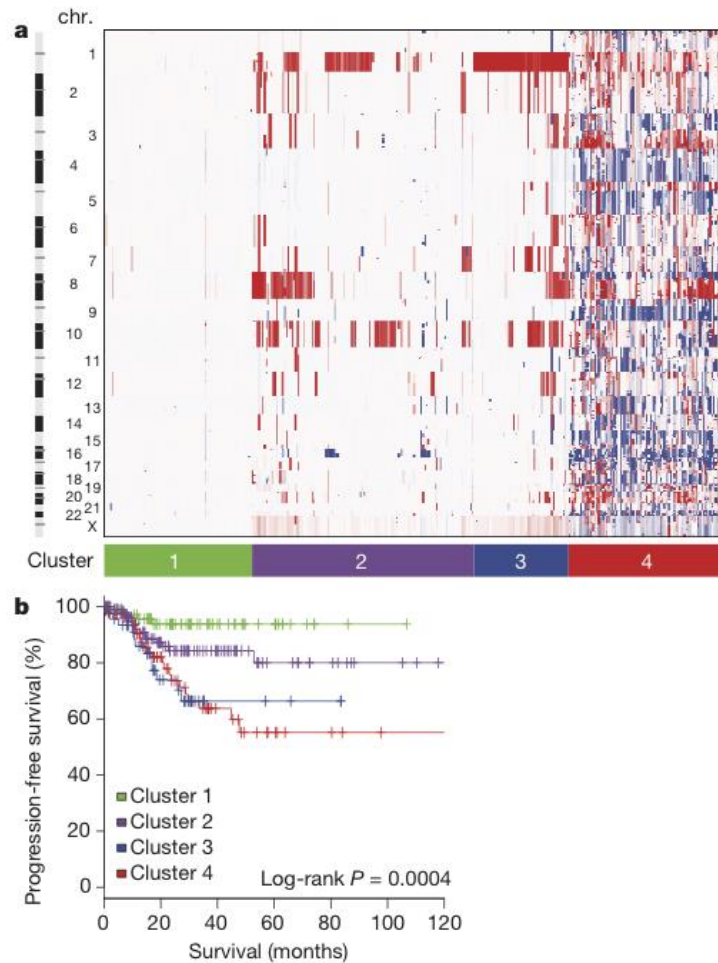 a chr.
1
2
3
4
5
6
7
8
9
10
11
12
13
14
15
16
17
18
19
20
21
22
X
Cluster 1 2 3 4
b
100
80
60
40
20
0
Progression-free survival (%)
Cluster 1
Cluster 2
Cluster 3
Cluster 4
Log-rank P = 0.0004
0 20 40 60 80 100 120
Survival (months)